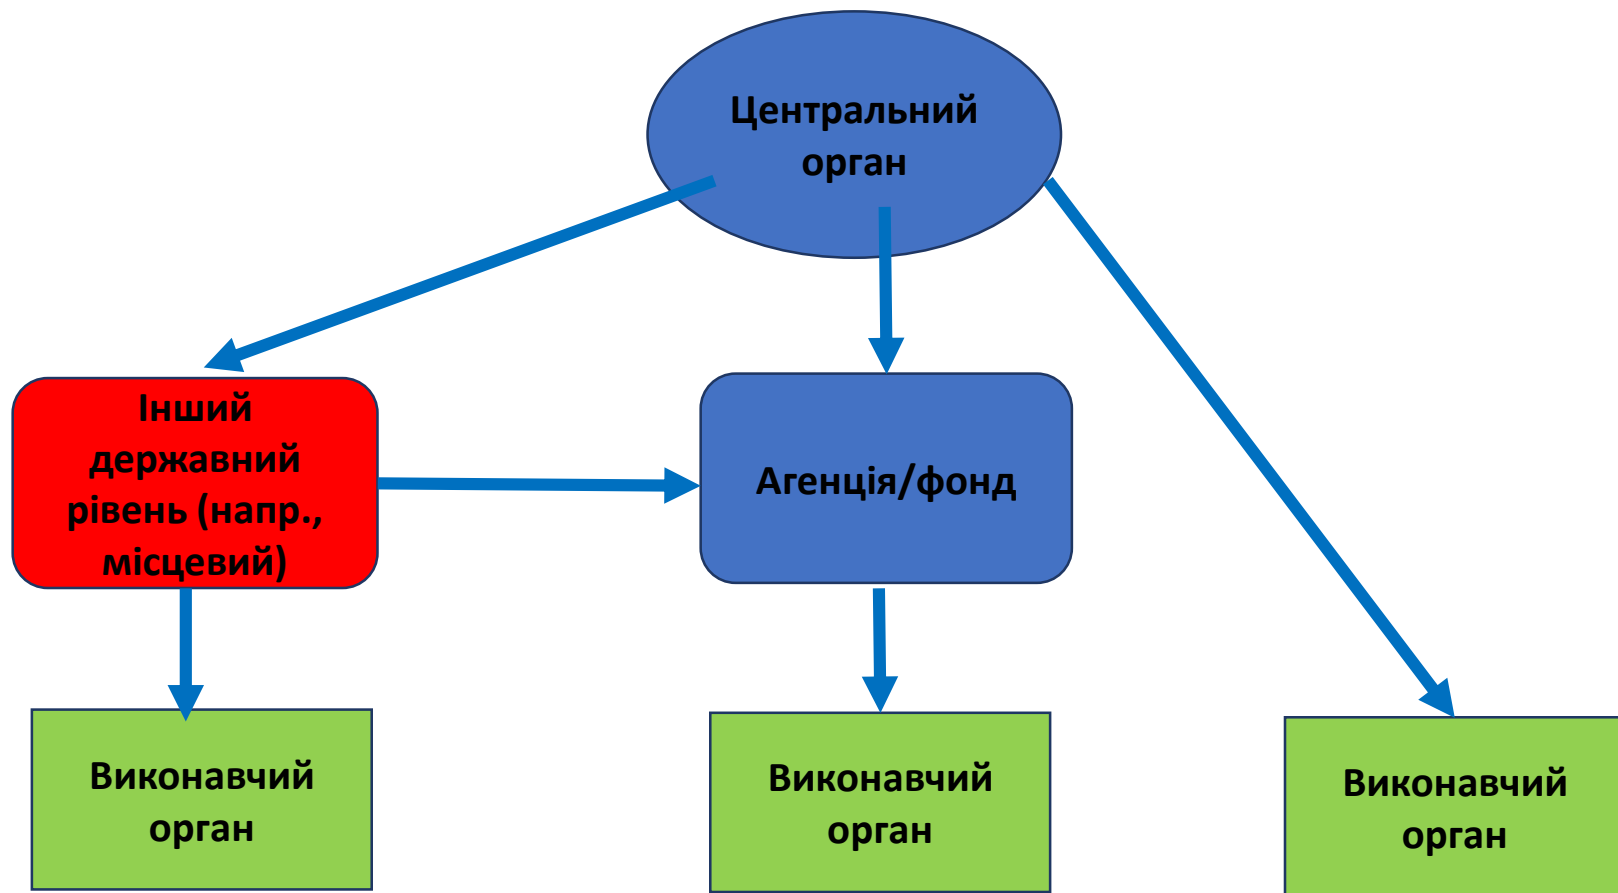 Центральний
орган
Інший
державний
рівень (напр.,
місцевий)
Агенція/фонд
Виконавчий
орган
Виконавчий
орган
Виконавчий
орган